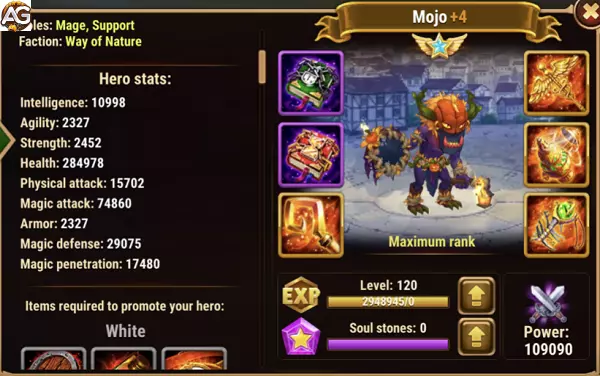 AG
les: Mage, Support
Faction: Way of Nature
Hero stats:
Intelligence: 10998
Agility: 2327
Strength: 2452
Health: 284978
Physical attack: 15702
Magic attack: 74860
Armor: 2327
Magic defense: 29075
Magic penetration: 17480
Items required to promote your hero:
White
Mojo +4
Maximum rank
EXP
Level: 120
2948945/0
Soul stones: 0
Power:
109090